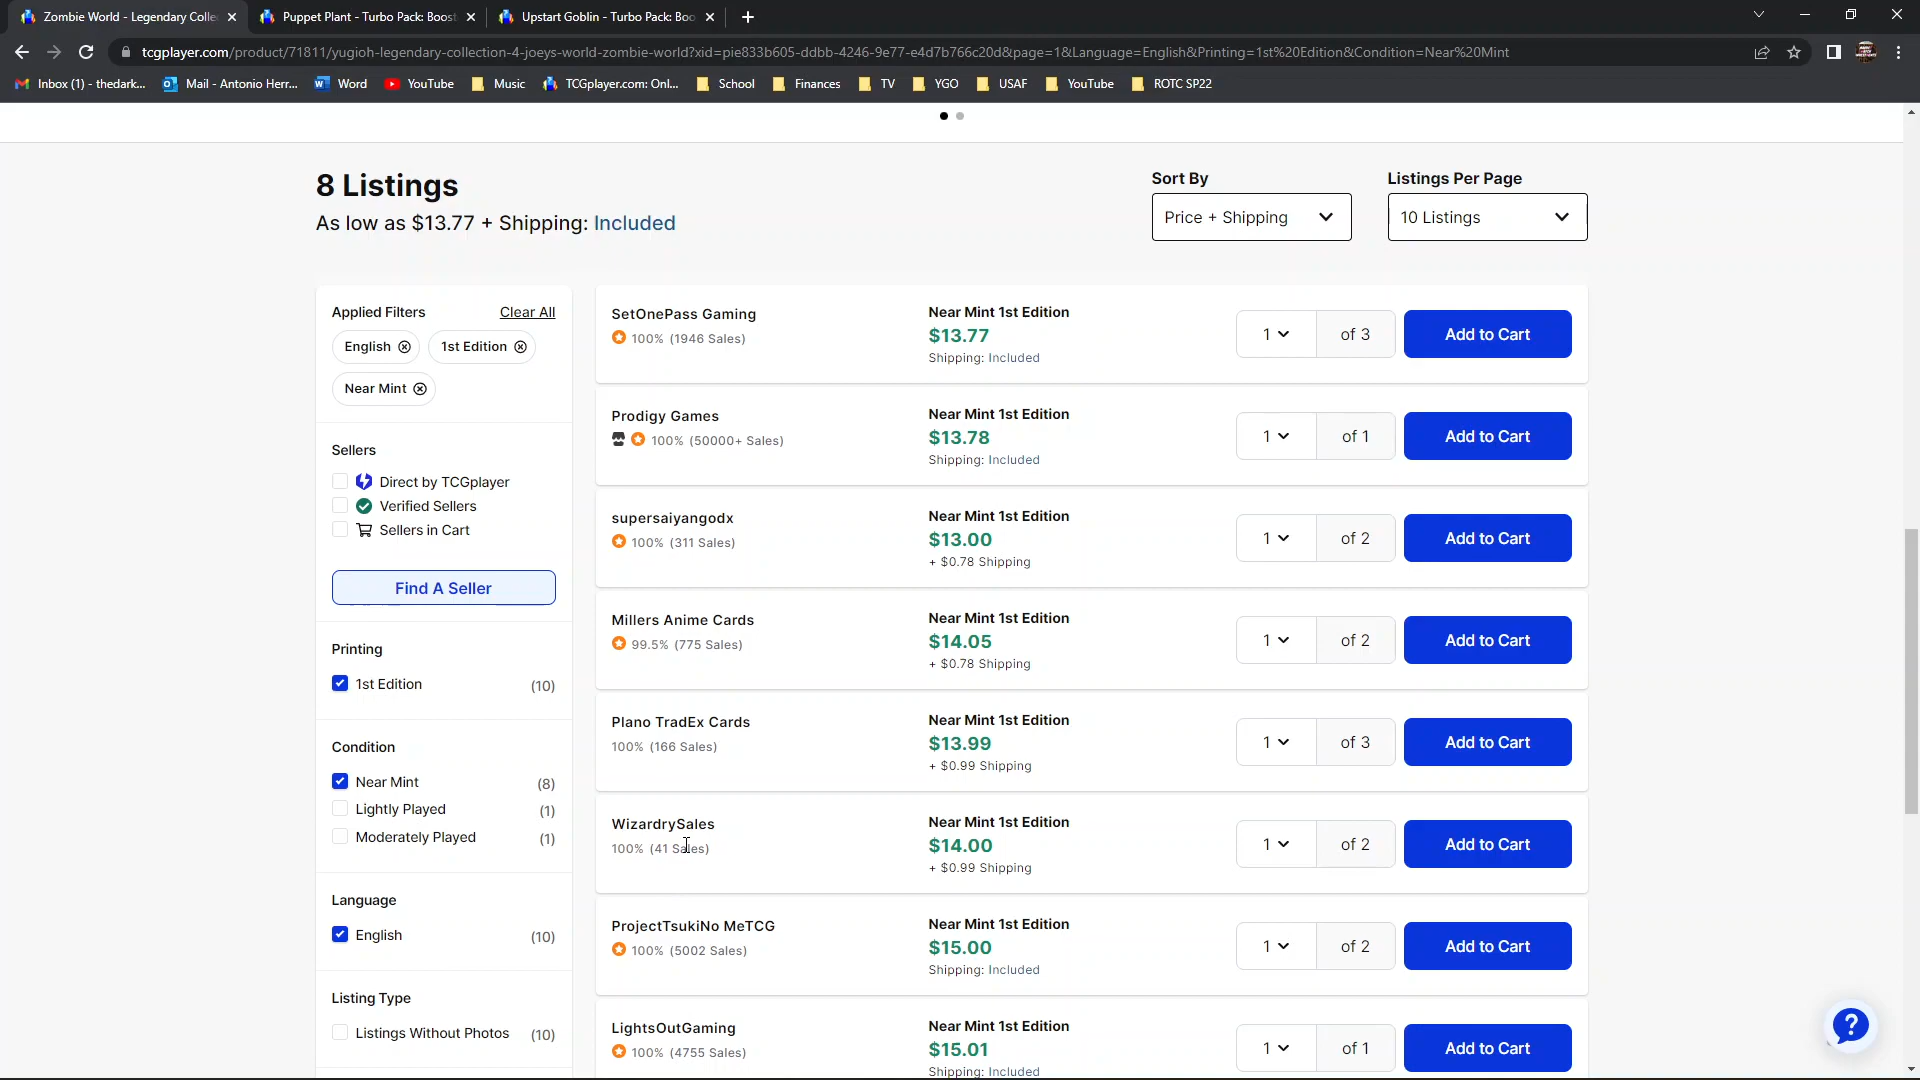 Zombie World - Legendary Colle
Puppet Plant - Turbo Pack: Boost
Upstart Goblin - Turbo Pack: Boo
tcgplayer.com/product/71811/yugioh-legendary-collection-4-joeys-world-zombie-world?xid=pie833b605-ddbb-4246-9e77-e4d7b766c20d&page=1&Language=English&Printing=1st%20Edition&Condition=Near%20Mint
Inbox (1) - thedark...
Mail - Antonio Herr...
Word
YouTube
Music
TCGplayer.com: Onl...
School
Finances
TV
YGO
USAF
YouTube
ROTC SP22
8 Listings
As low as $13.77 + Shipping: Included
Sort By
Price + Shipping
Listings Per Page
10 Listings
Applied Filters
Clear All
English
1st Edition
Near Mint
Sellers
Direct by TCGplayer
Verified Sellers
Sellers in Cart
Find A Seller
Printing
1st Edition (10)
Condition
Near Mint (8)
Lightly Played (1)
Moderately Played (1)
Language
English (10)
Listing Type
Listings Without Photos (10)
SetOnePass Gaming
100% (1946 Sales)
Near Mint 1st Edition
$13.77
Shipping: Included
1 of 3
Add to Cart
Prodigy Games
100% (50000+ Sales)
Near Mint 1st Edition
$13.78
Shipping: Included
1 of 1
Add to Cart
supersaiyangodx
100% (311 Sales)
Near Mint 1st Edition
$13.00
+ $0.78 Shipping
1 of 2
Add to Cart
Millers Anime Cards
99.5% (775 Sales)
Near Mint 1st Edition
$14.05
+ $0.78 Shipping
1 of 2
Add to Cart
Plano TradEx Cards
100% (166 Sales)
Near Mint 1st Edition
$13.99
+ $0.99 Shipping
1 of 3
Add to Cart
WizardrySales
100% (41 Sales)
Near Mint 1st Edition
$14.00
+ $0.99 Shipping
1 of 2
Add to Cart
ProjectTsukiNo MeTCG
100% (5002 Sales)
Near Mint 1st Edition
$15.00
Shipping: Included
1 of 2
Add to Cart
LightsOutGaming
100% (4755 Sales)
Near Mint 1st Edition
$15.01
Shipping: Included
1 of 1
Add to Cart
?